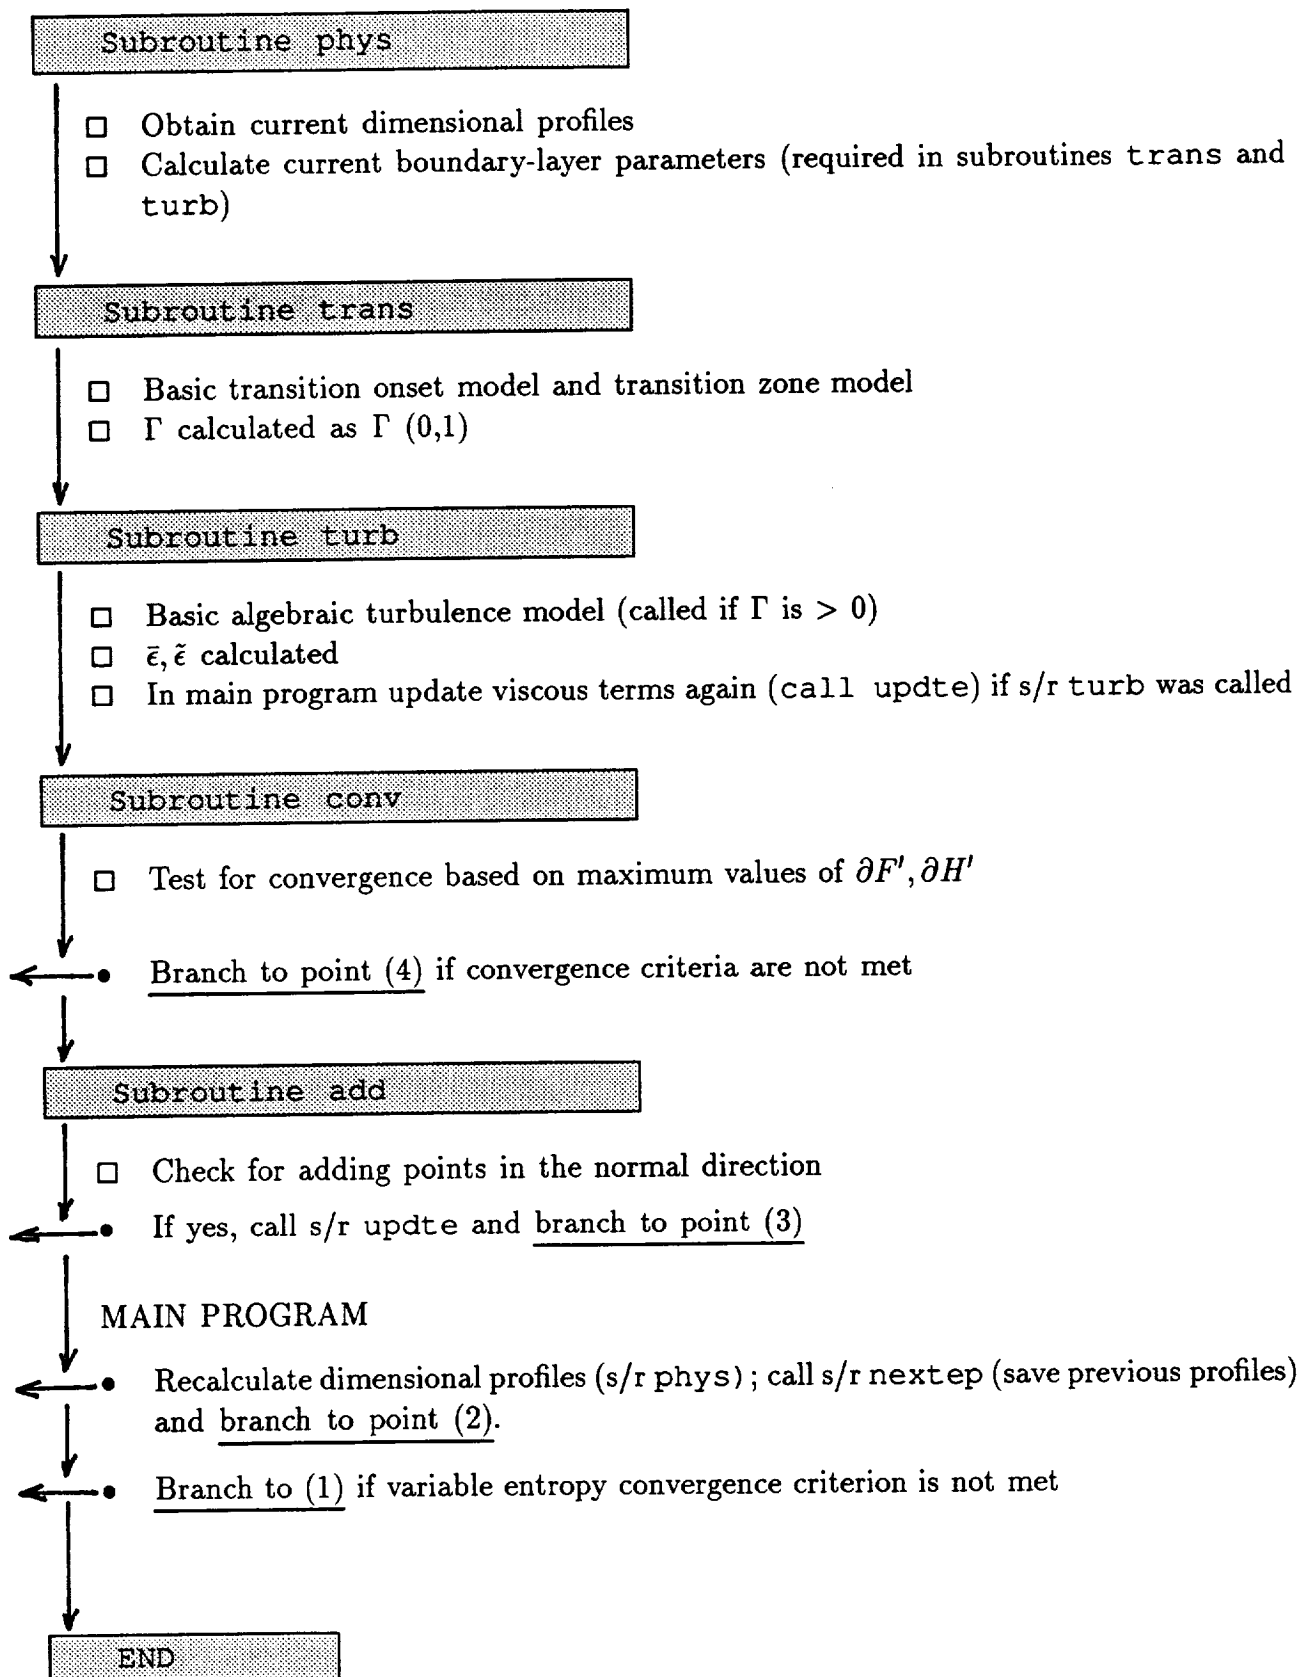 Subroutine phys
□ Obtain current dimensional profiles
□ Calculate current boundary-layer parameters (required in subroutines trans and
turb)
Subroutine trans
□ Basic transition onset model and transition zone model
□ Γ calculated as Γ (0,1)
Subroutine turb
□ Basic algebraic turbulence model (called if Γ is > 0)
□ ε̄, ε̃ calculated
□ In main program update viscous terms again (call updte) if s/r turb was called
Subroutine conv
□ Test for convergence based on maximum values of ∂F′, ∂H′
• Branch to point (4) if convergence criteria are not met
Subroutine add
□ Check for adding points in the normal direction
• If yes, call s/r updte and branch to point (3)
MAIN PROGRAM
• Recalculate dimensional profiles (s/r phys); call s/r nextep (save previous profiles)
and branch to point (2).
• Branch to (1) if variable entropy convergence criterion is not met
END